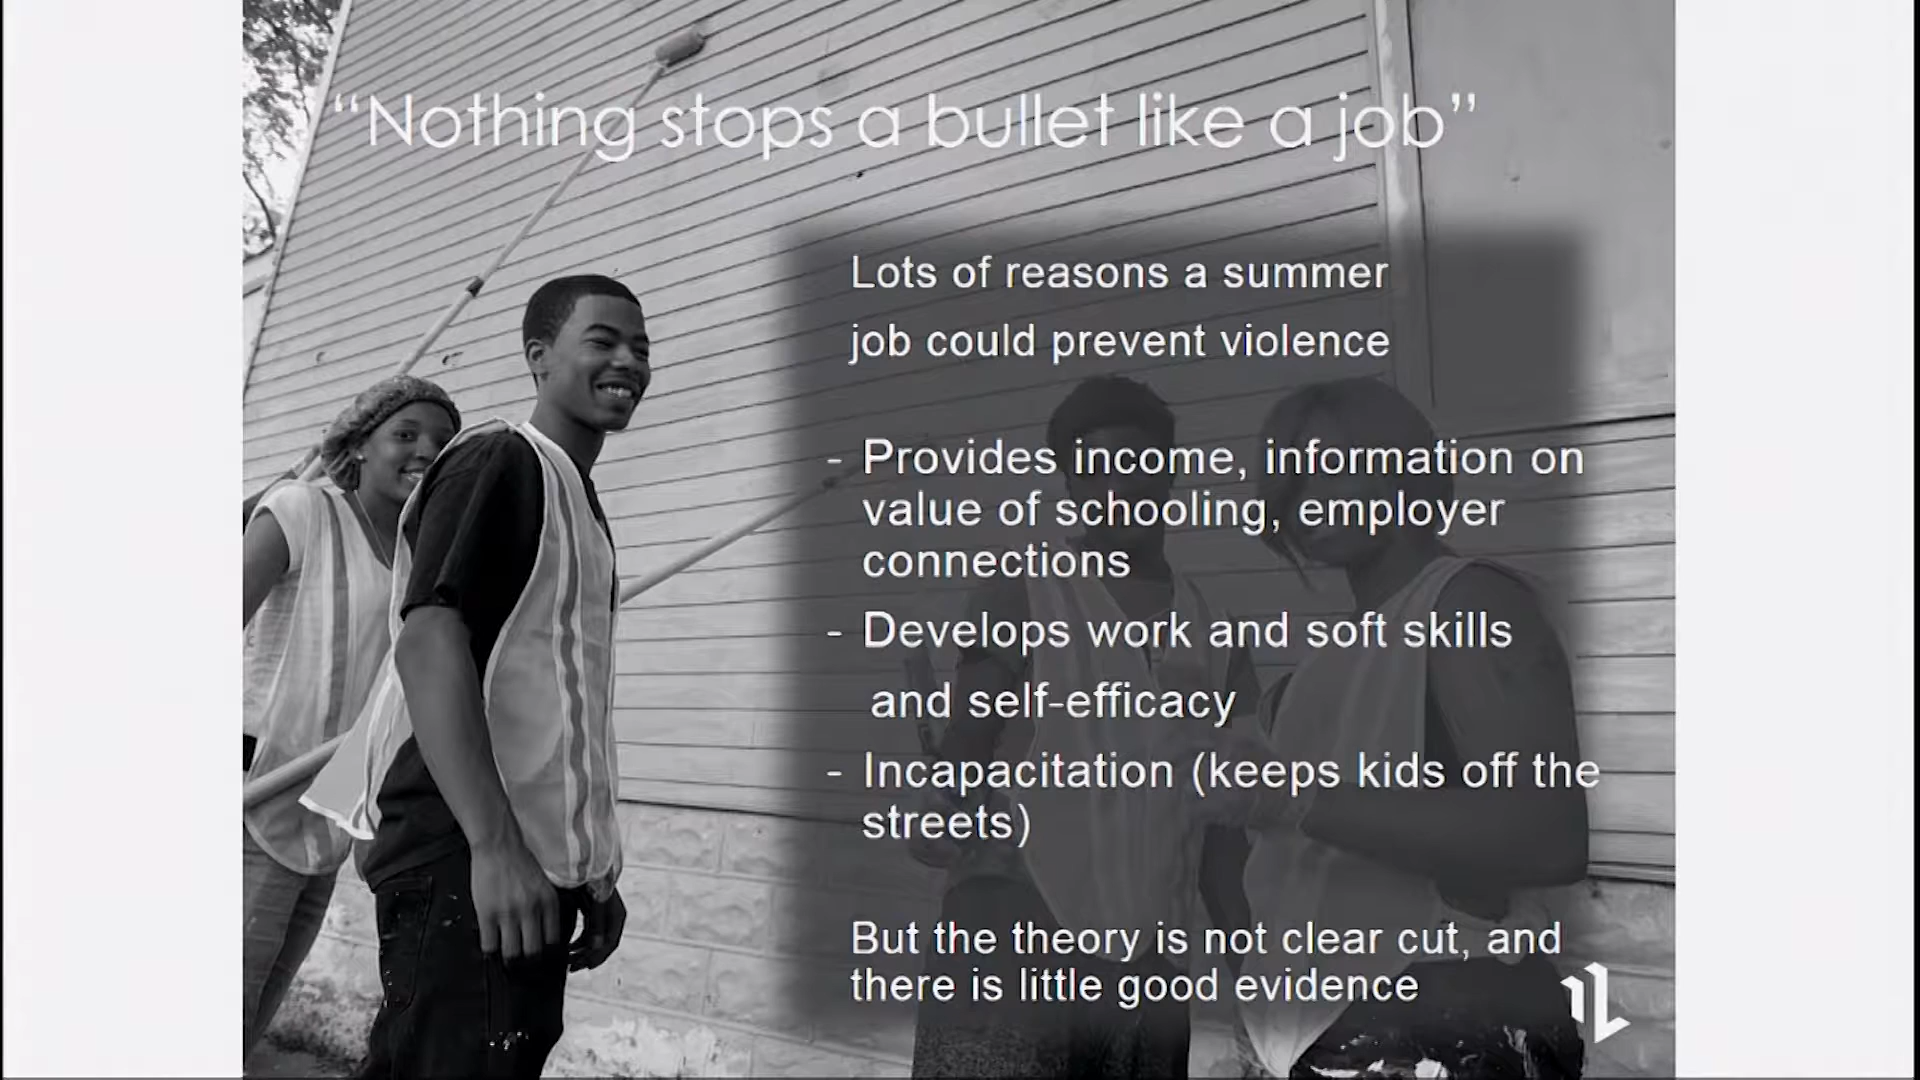 “Nothing stops a bullet like a job”
Lots of reasons a summer
job could prevent violence
- Provides income, information on
value of schooling, employer
connections
- Develops work and soft skills
and self-efficacy
- Incapacitation (keeps kids off the
streets)
But the theory is not clear cut, and
there is little good evidence